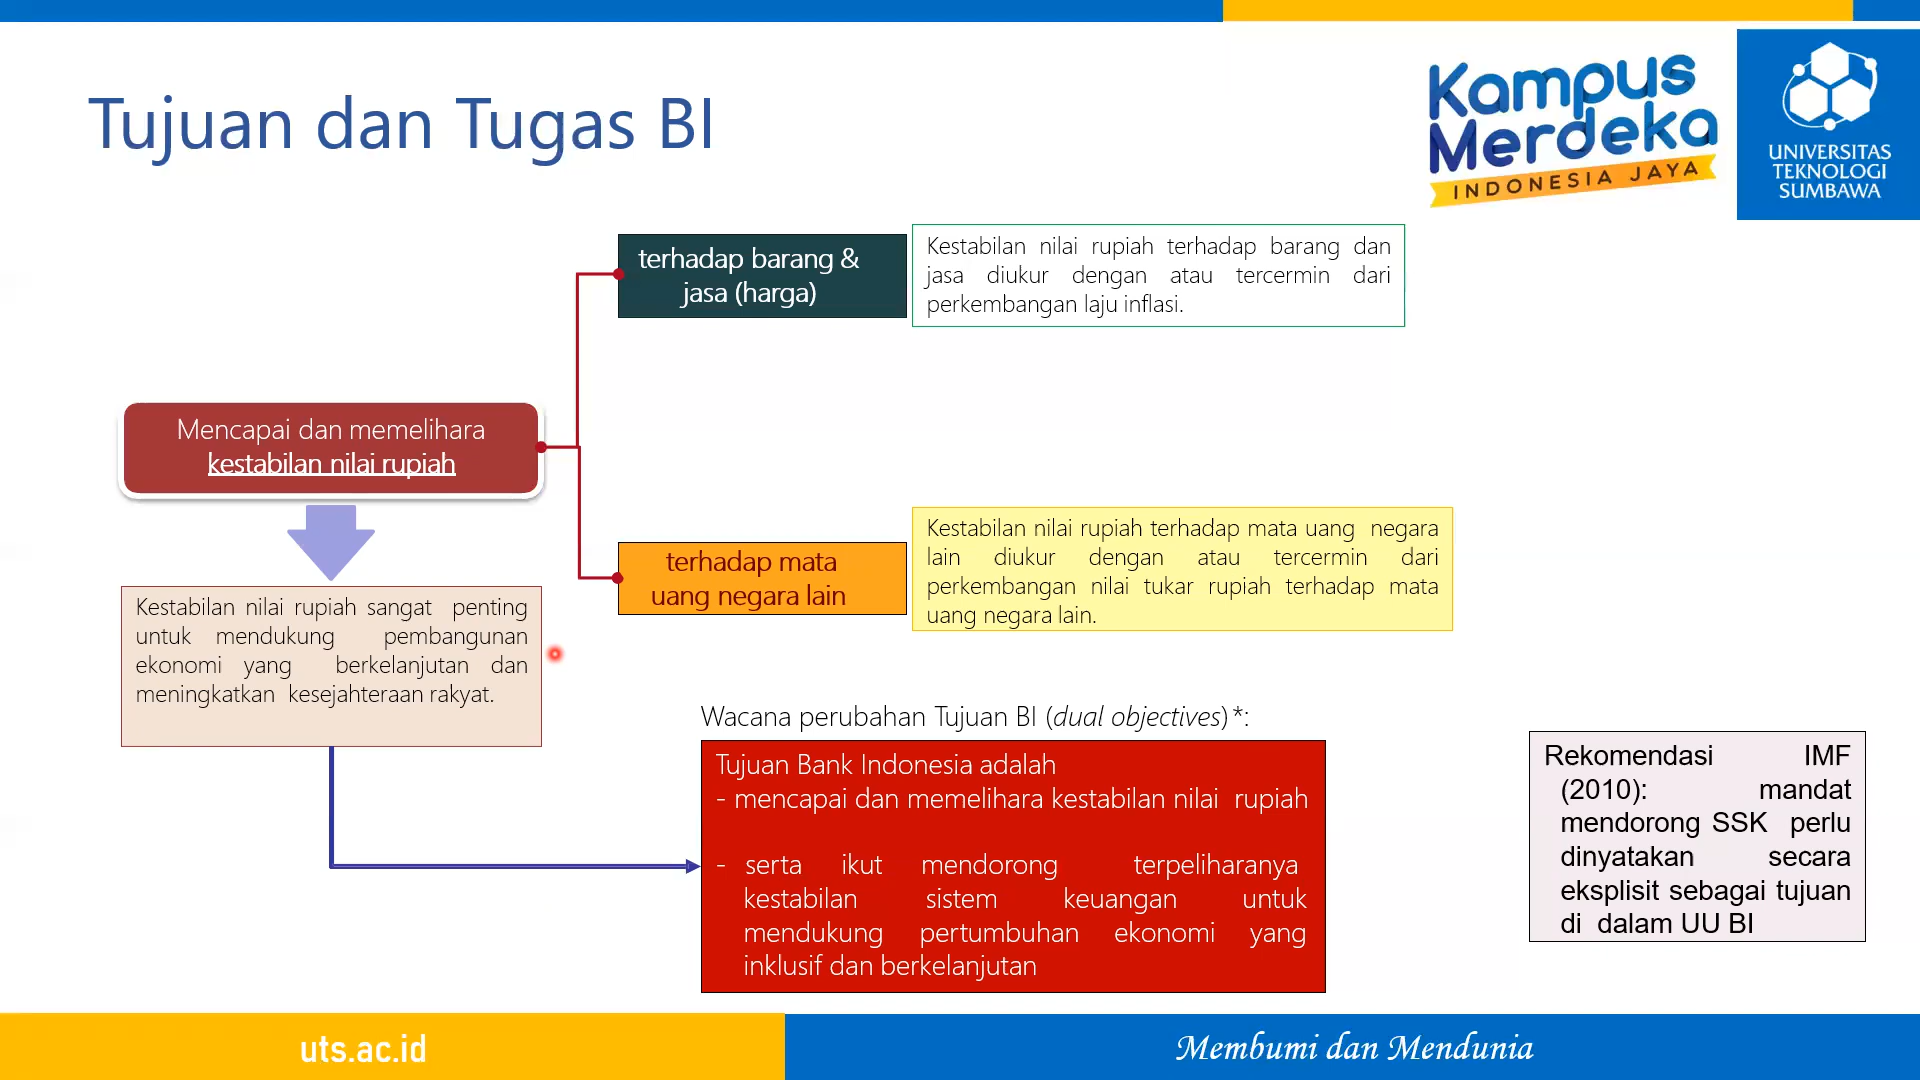 Tujuan dan Tugas BI
Kampus
Merdeka
INDONESIA JAYA
UNIVERSITAS
TEKNOLOGI
SUMBAWA
terhadap barang &
jasa (harga)
Kestabilan nilai rupiah terhadap barang dan
jasa diukur dengan atau tercermin dari
perkembangan laju inflasi.
Mencapai dan memelihara
kestabilan nilai rupiah
terhadap mata
uang negara lain
Kestabilan nilai rupiah terhadap mata uang negara
lain diukur dengan atau tercermin dari
perkembangan nilai tukar rupiah terhadap mata
uang negara lain.
Kestabilan nilai rupiah sangat penting
untuk mendukung pembangunan
ekonomi yang berkelanjutan dan
meningkatkan kesejahteraan rakyat.
Wacana perubahan Tujuan BI (dual objectives)*:
Tujuan Bank Indonesia adalah
- mencapai dan memelihara kestabilan nilai rupiah
- serta ikut mendorong terpeliharanya
kestabilan sistem keuangan untuk
mendukung pertumbuhan ekonomi yang
inklusif dan berkelanjutan
Rekomendasi IMF
(2010): mandat
mendorong SSK perlu
dinyatakan secara
eksplisit sebagai tujuan
di dalam UU BI
uts.ac.id
Membumi dan Mendunia